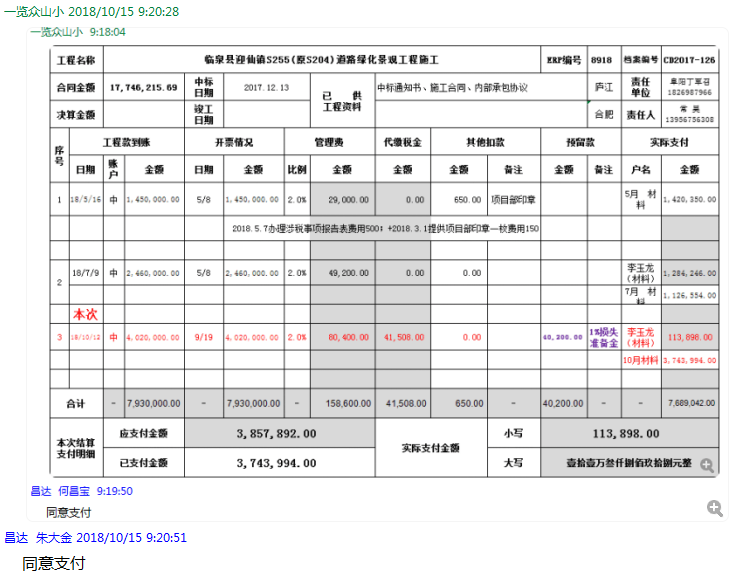 一览众山小 2018/10/15 9:20:28
一览众山小 9:18:04
工程名称 临泉县迎仙镇S255(原S204)道路绿化景观工程施工 ERP编号 8918 档案编号 CD2017-126
合同金额 17,746,215.69 中标日期 2017.12.13 已 供 工程资料 中标通知书、施工合同、内部承包协议 庐江 责任单位 阜阳丁军召 1826987966
决算金额 竣工日期 合肥 责任人 常昊 13956756308
序号 工程款到账 开票情况 管理费 代缴税金 其他扣款 预留款 实际支付
日期 账户 金额 日期 金额 比例 金额 金额 金额 备注 金额 备注 户名 金额
1 18/5/16 中 1,450,000.00 5/8 1,450,000.00 2.0% 29,000.00 0.00 650.00 项目部印章 5月 材料 1,420,350.00
2018.5.7办理涉税事项报告表费用500；+2018.3.1提供项目部印章一枚费用150
2 18/7/9 中 2,460,000.00 5/8 2,460,000.00 2.0% 49,200.00 0.00 0.00 李玉龙（材料） 1,284,246.00
7月 材料 1,126,554.00
本次
3 18/10/12 中 4,020,000.00 9/19 4,020,000.00 2.0% 80,400.00 41,508.00 0.00 40,200.00 1%损失准备金 李玉龙（材料） 113,898.00
10月材料 3,743,994.00
合计 - 7,930,000.00 - 7,930,000.00 - 158,600.00 41,508.00 650.00 - 40,200.00 - - 7,689,042.00
本次结算支付明细 应支付金额 3,857,892.00 实际支付金额 小写 113,898.00
已支付金额 3,743,994.00 大写 壹拾壹万叁仟捌佰玖拾捌元整
昌达 何昌宝 9:19:50
同意支付
昌达 朱大金 2018/10/15 9:20:51
同意支付